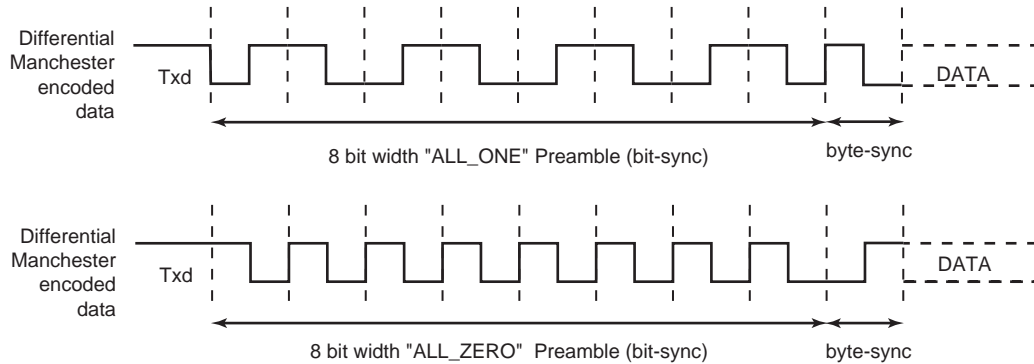 Differential
Manchester
encoded
data
Txd
DATA
8 bit width "ALL_ONE" Preamble (bit-sync)
byte-sync
Differential
Manchester
encoded
data
Txd
DATA
8 bit width "ALL_ZERO" Preamble (bit-sync)
byte-sync